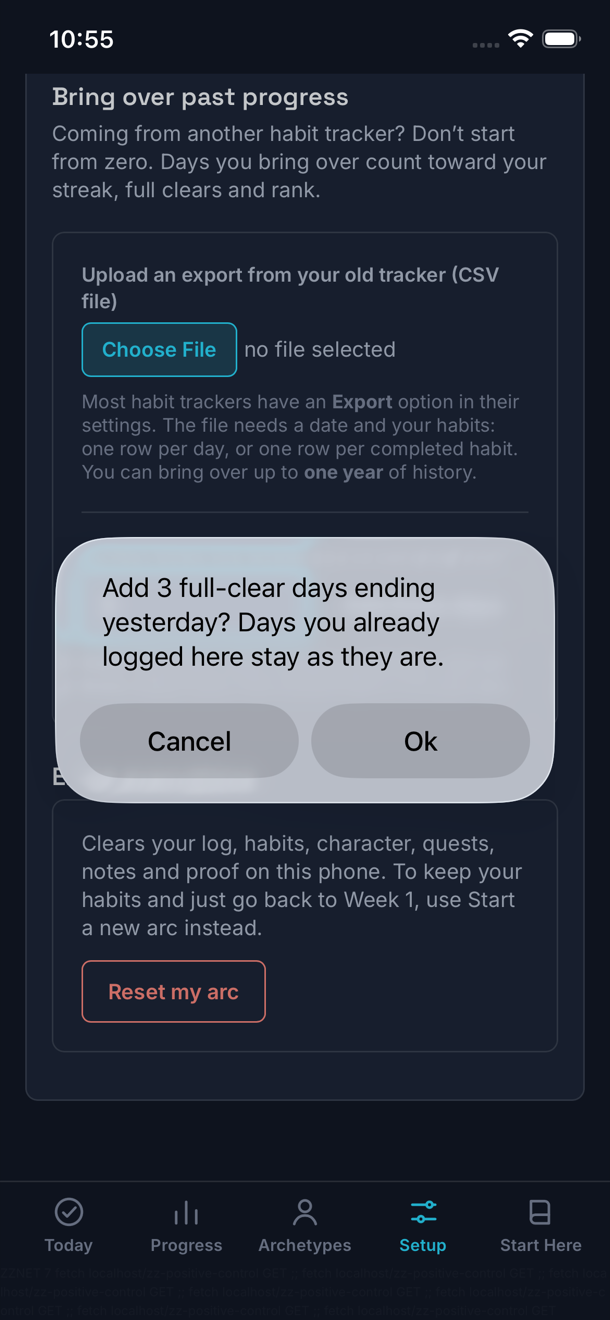 10:55
Bring over past progress
Coming from another habit tracker? Don’t start
from zero. Days you bring over count toward your
streak, full clears and rank.
Upload an export from your old tracker (CSV
file)
Choose File no file selected
Most habit trackers have an Export option in their
settings. The file needs a date and your habits:
one row per day, or one row per completed habit.
You can bring over up to one year of history.
Add 3 full-clear days ending
yesterday? Days you already
logged here stay as they are.
Cancel Ok
Clears your log, habits, character, quests,
notes and proof on this phone. To keep your
habits and just go back to Week 1, use Start
a new arc instead.
Reset my arc
Today Progress Archetypes Setup Start Here